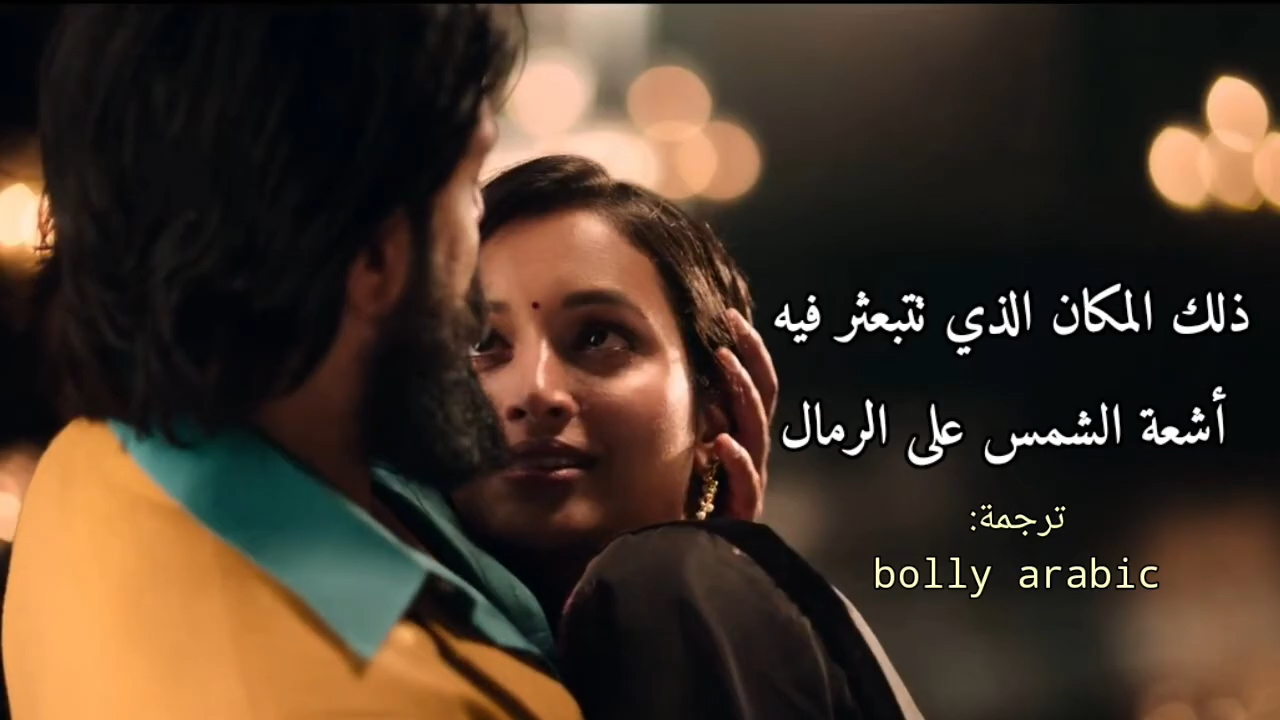 ذلك المكان الذي تتبعثر فيه
أشعة الشمس على الرمال
ترجمة:
bolly arabic